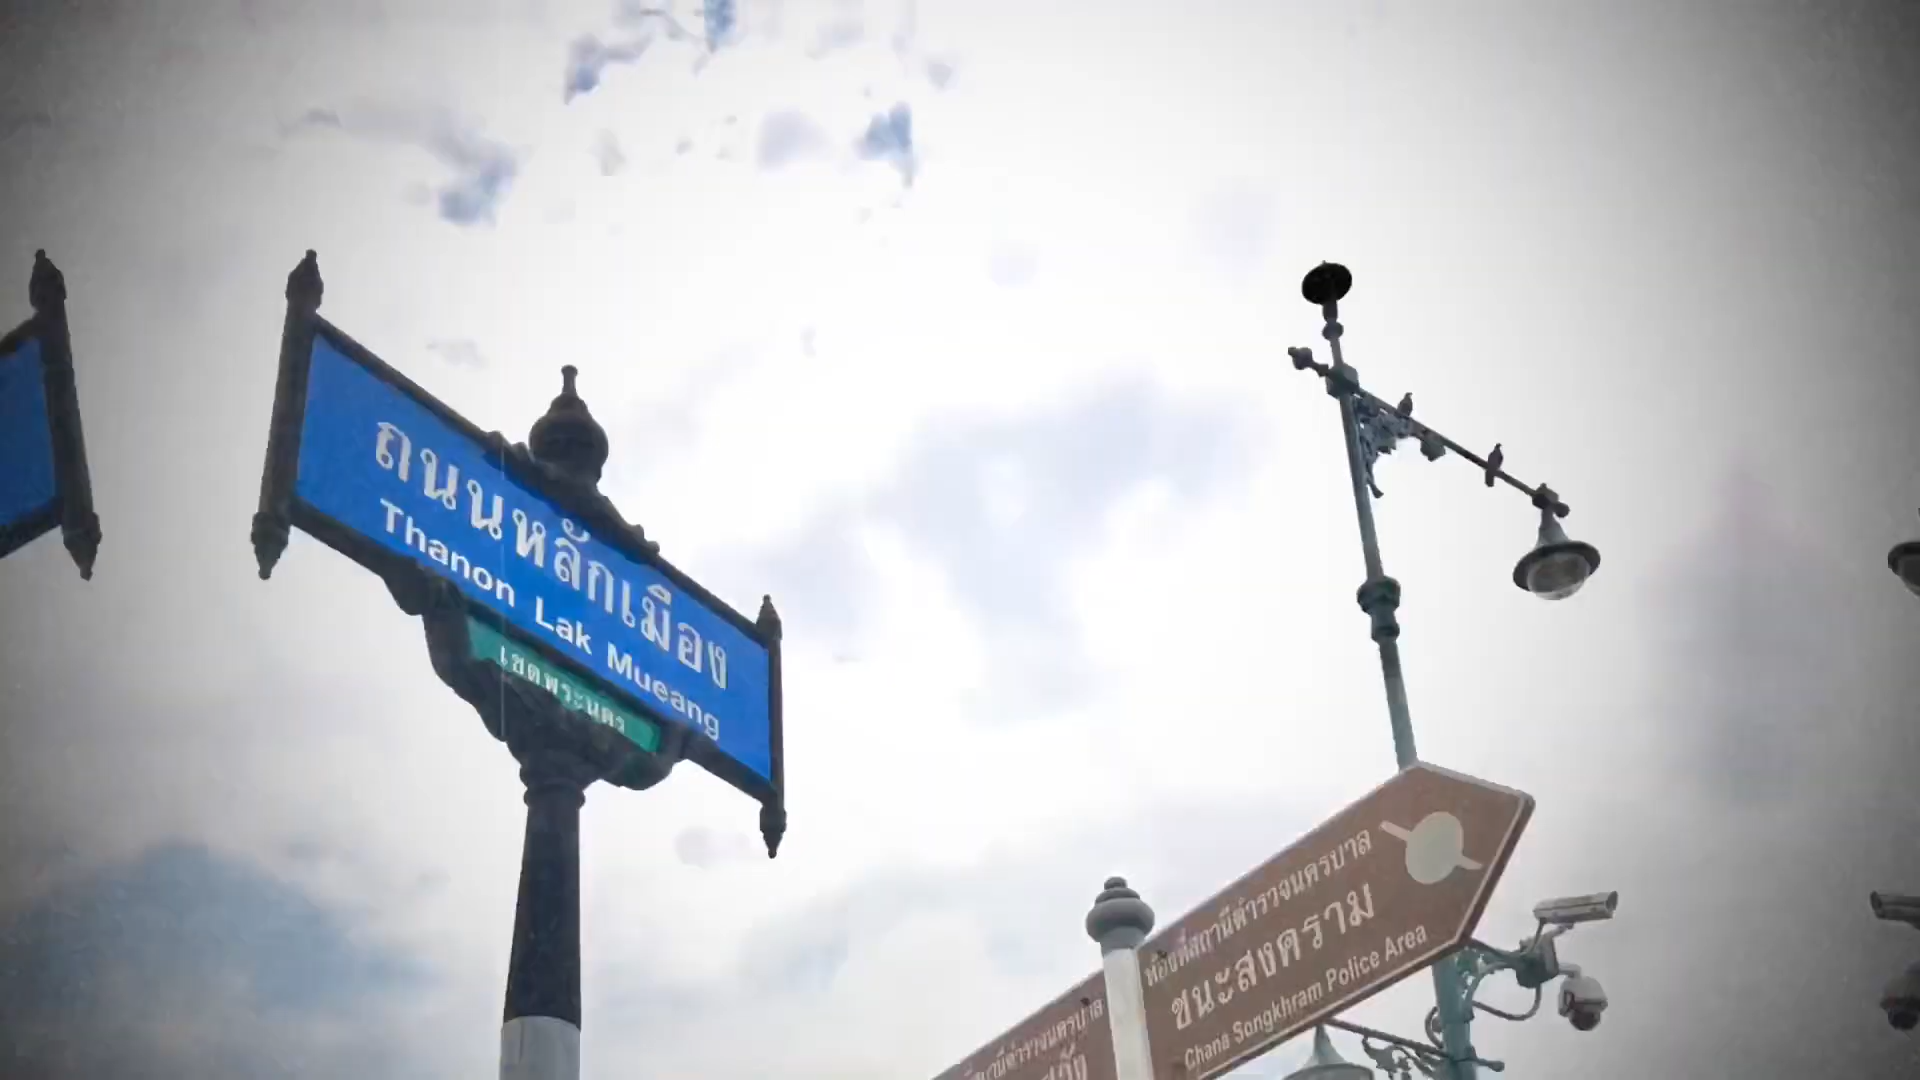 ถนนหลักเมือง
Thanon Lak Mueang
เขตพระนคร
ท้องที่สถานีตำรวจนครบาล
ชนะสงคราม
Chana Songkhram Police Area